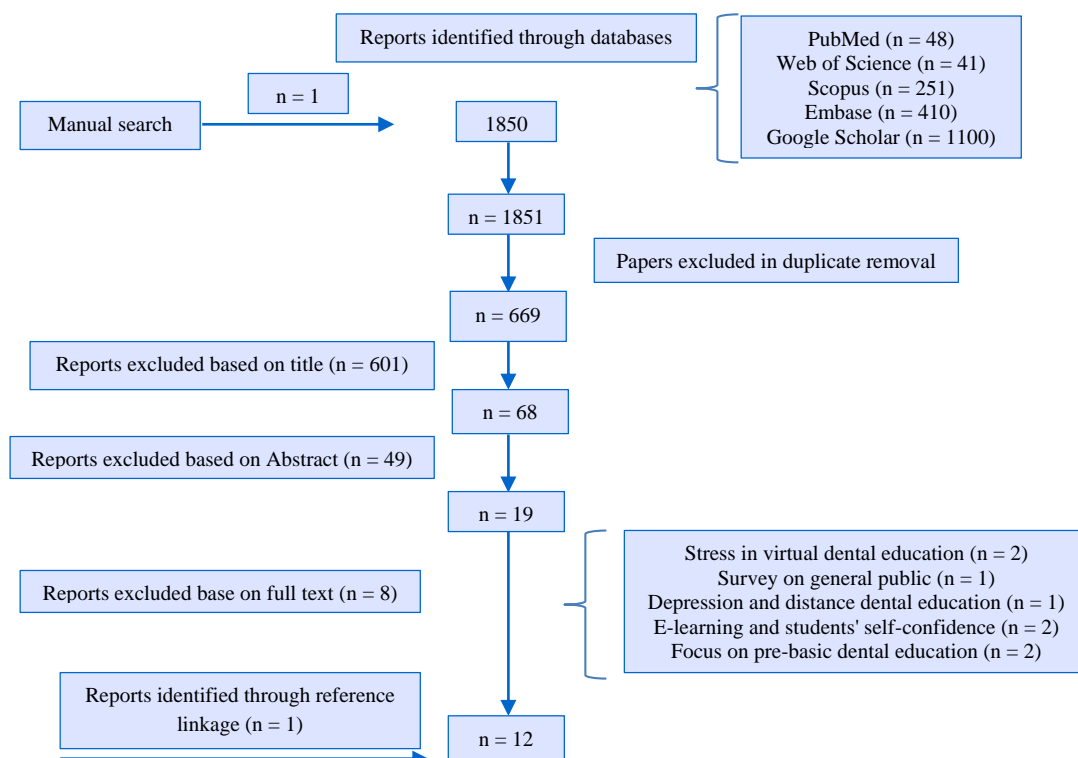 Reports identified through databases
PubMed (n = 48)
Web of Science (n = 41)
Scopus (n = 251)
Embase (n = 410)
Google Scholar (n = 1100)
n = 1
Manual search
1850
n = 1851
Papers excluded in duplicate removal
n = 669
Reports excluded based on title (n = 601)
n = 68
Reports excluded based on Abstract (n = 49)
n = 19
Stress in virtual dental education (n = 2)
Survey on general public (n = 1)
Depression and distance dental education (n = 1)
E-learning and students' self-confidence (n = 2)
Focus on pre-basic dental education (n = 2)
Reports excluded base on full text (n = 8)
Reports identified through reference
linkage (n = 1)
n = 12